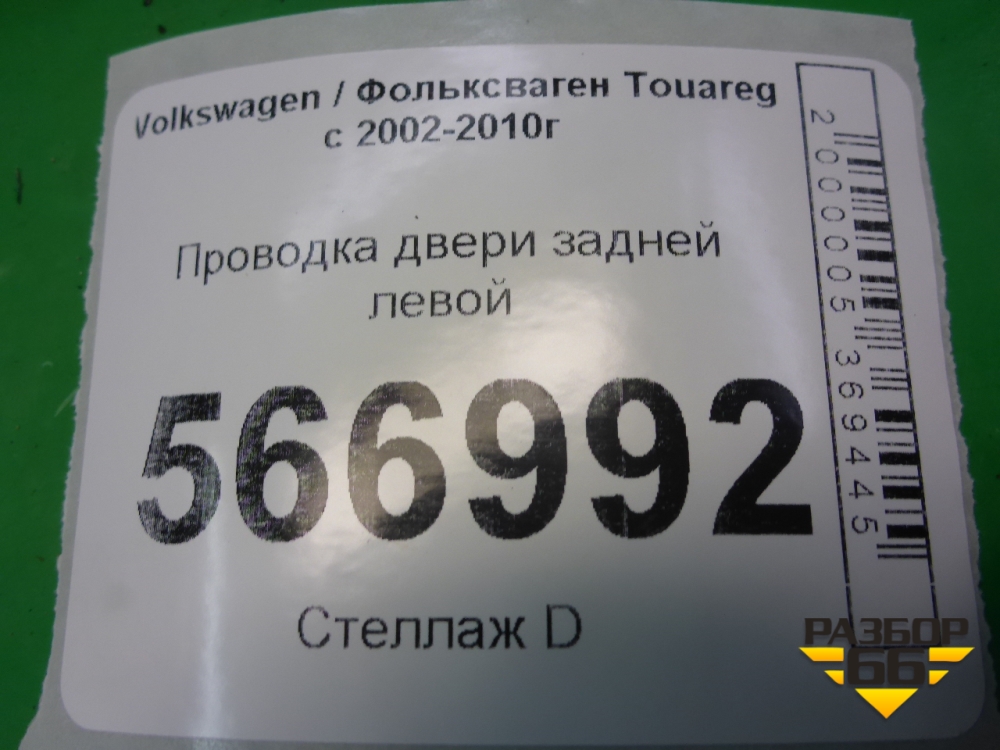 Volkswagen / Фольксваген Touareg
с 2002-2010г
Проводка двери задней
левой
566992
Стеллаж D
2000005369445
РАЗБОР
66